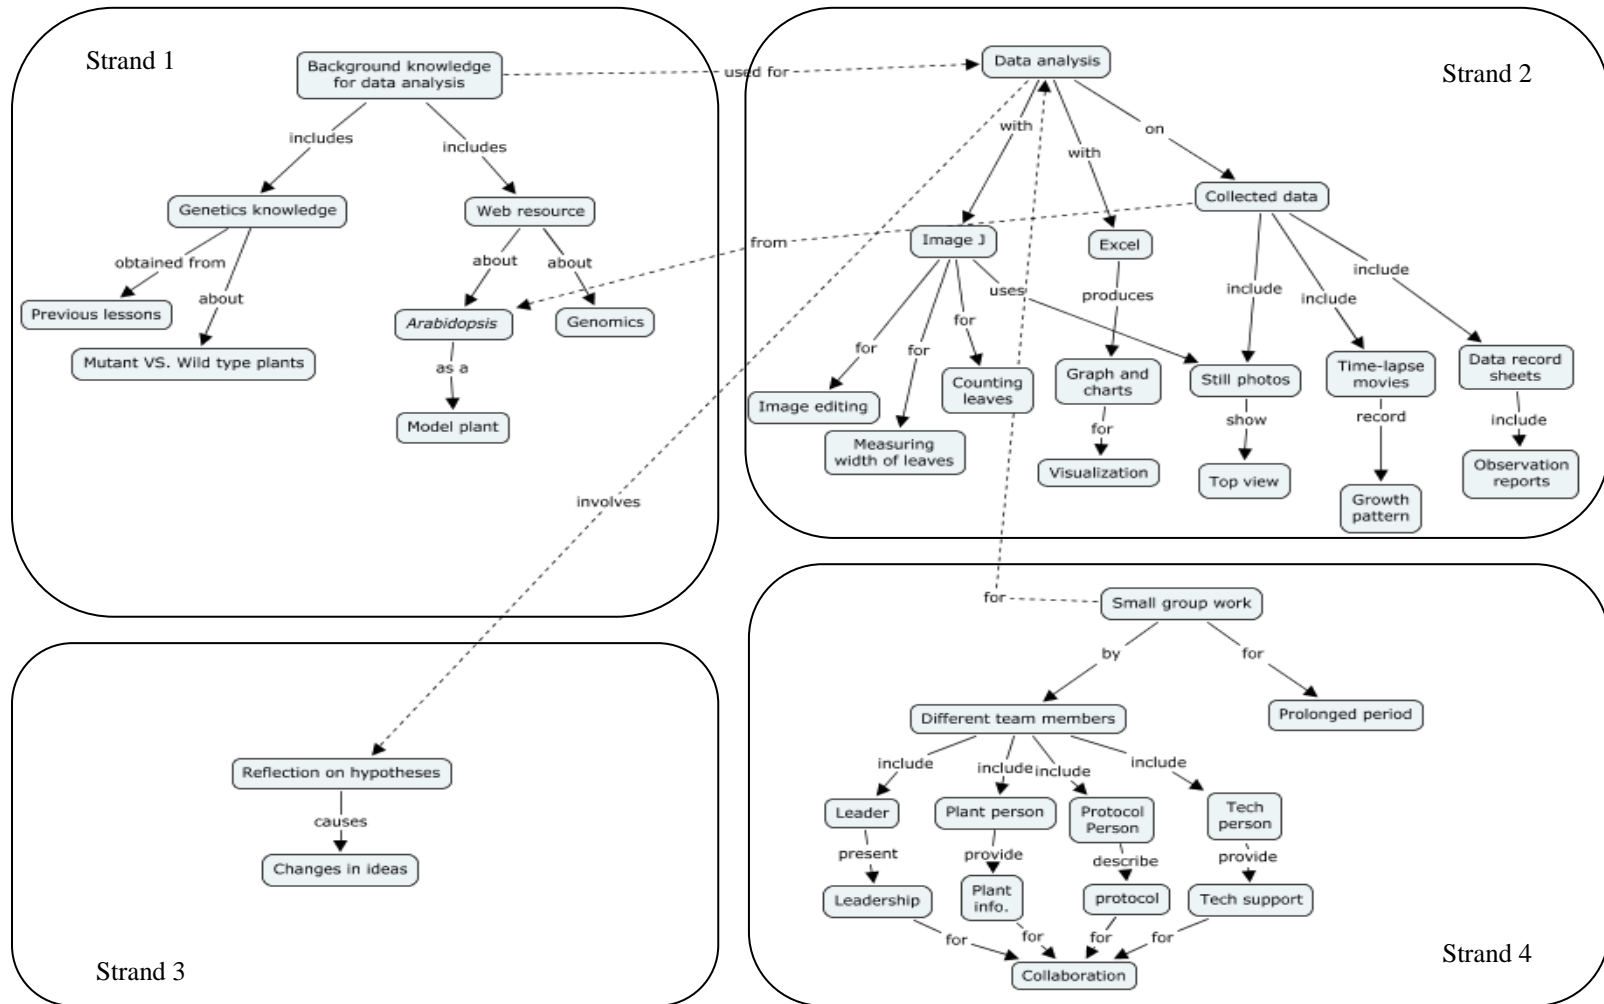 Strand 1
Background knowledge
for data analysis
used for
includes
includes
Genetics knowledge
Web resource
obtained from
about
about
about
Previous lessons
Mutant VS. Wild type plants
Arabidopsis
Genomics
as a
Model plant
Strand 2
Data analysis
with
with
on
Collected data
from
Image J
Excel
uses
produces
include
include
include
for
for
for
Image editing
Measuring
width of leaves
Counting
leaves
Graph and
charts
for
Visualization
Still photos
show
Top view
Time-lapse
movies
record
Growth
pattern
Data record
sheets
include
Observation
reports
involves
Reflection on hypotheses
causes
Changes in ideas
Strand 3
for
Small group work
by
for
Different team members
Prolonged period
include
include
include
include
Leader
Plant person
Protocol
Person
Tech
person
present
provide
describe
provide
Leadership
Plant
info.
protocol
Tech support
for
for
for
for
Collaboration
Strand 4